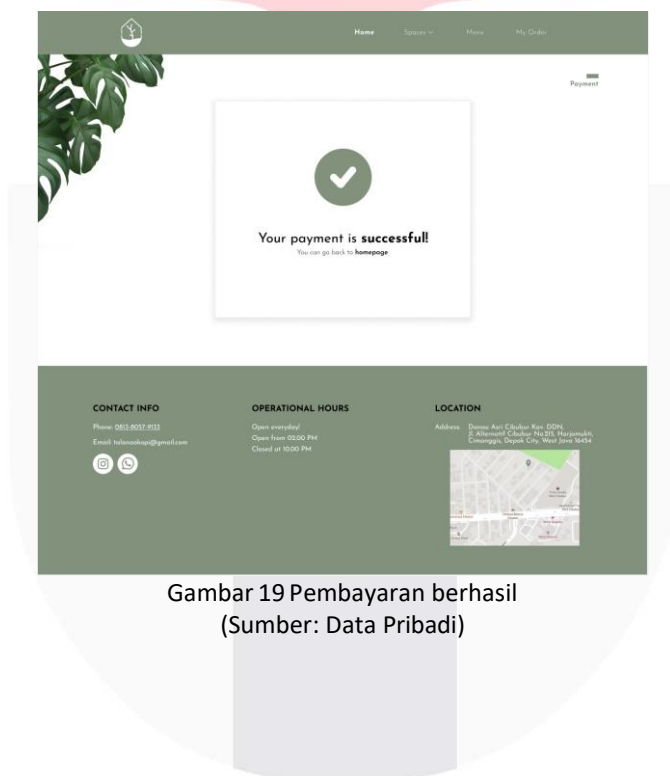 Home Spaces Menu My Order
Payment
Your payment is successful!
You can go back to homepage
CONTACT INFO
Phone: 0813-8057-9133
Email: talanookopi@gmail.com
OPERATIONAL HOURS
Open everyday!
Open from 02:00 PM
Closed at 10:00 PM
LOCATION
Address: Danau Asri Cibubur Kav. DDN,
Jl. Alternatif Cibubur No.215, Harjamukti,
Cimanggis, Depok City, West Java 16454
Gambar 19 Pembayaran berhasil
(Sumber: Data Pribadi)